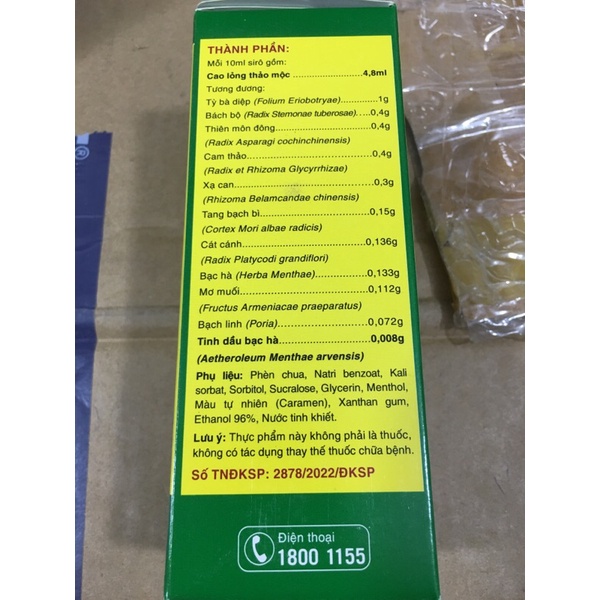 THÀNH PHẦN:
Mỗi 10ml sirô gồm:
Cao lỏng thảo mộc ........................4,8ml
Tương đương:
Tỳ bà diệp (Folium Eriobotryae)..........1g
Bách bộ (Radix Stemonae tuberosae)..0,4g
Thiên môn đông.............................0,4g
(Radix Asparagi cochinchinensis)
Cam thảo.......................................0,4g
(Radix et Rhizoma Glycyrrhizae)
Xạ can............................................0,3g
(Rhizoma Belamcandae chinensis)
Tang bạch bì.................................0,15g
(Cortex Mori albae radicis)
Cát cánh......................................0,136g
(Radix Platycodi grandiflori)
Bạc hà (Herba Menthae)..............0,133g
Mơ muối.......................................0,112g
(Fructus Armeniacae praeparatus)
Bạch linh (Poria)..........................0,072g
Tinh dầu bạc hà..........................0,008g
(Aetheroleum Menthae arvensis)
Phụ liệu: Phèn chua, Natri benzoat, Kali
sorbat, Sorbitol, Sucralose, Glycerin, Menthol,
Màu tự nhiên (Caramen), Xanthan gum,
Ethanol 96%, Nước tinh khiết.
Lưu ý: Thực phẩm này không phải là thuốc,
không có tác dụng thay thế thuốc chữa bệnh.
Số TNĐKSP: 2878/2022/ĐKSP
Điện thoại
1800 1155